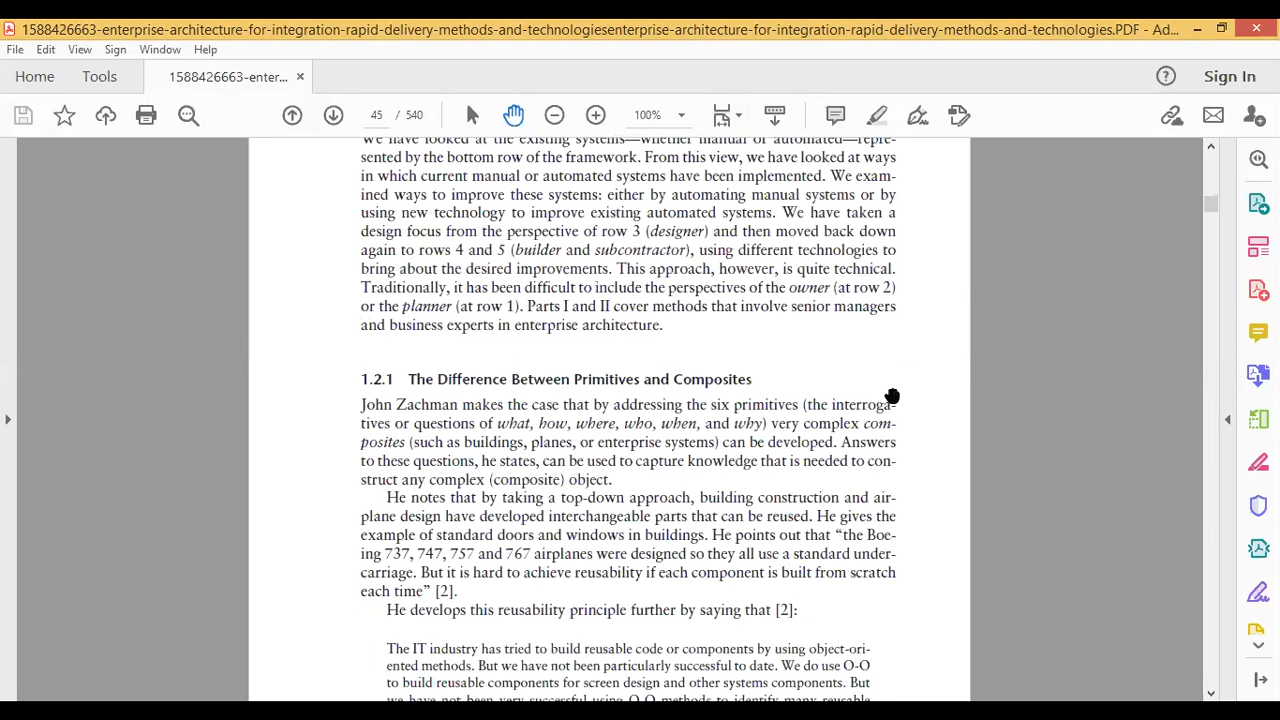 1588426663-enterprise-architecture-for-integration-rapid-delivery-methods-and-technologiesenterprise-architecture-for-integration-rapid-delivery-methods-and-technologies.PDF - Ad...
File Edit View Sign Window Help
Home Tools 1588426663-enter... × Sign In
45 / 540 100%
We have looked at the existing systems—whether manual or automated—repre-
sented by the bottom row of the framework. From this view, we have looked at ways
in which current manual or automated systems have been implemented. We exam-
ined ways to improve these systems: either by automating manual systems or by
using new technology to improve existing automated systems. We have taken a
design focus from the perspective of row 3 (designer) and then moved back down
again to rows 4 and 5 (builder and subcontractor), using different technologies to
bring about the desired improvements. This approach, however, is quite technical.
Traditionally, it has been difficult to include the perspectives of the owner (at row 2)
or the planner (at row 1). Parts I and II cover methods that involve senior managers
and business experts in enterprise architecture.
1.2.1 The Difference Between Primitives and Composites
John Zachman makes the case that by addressing the six primitives (the interroga-
tives or questions of what, how, where, who, when, and why) very complex com-
posites (such as buildings, planes, or enterprise systems) can be developed. Answers
to these questions, he states, can be used to capture knowledge that is needed to con-
struct any complex (composite) object.
He notes that by taking a top-down approach, building construction and air-
plane design have developed interchangeable parts that can be reused. He gives the
example of standard doors and windows in buildings. He points out that “the Boe-
ing 737, 747, 757 and 767 airplanes were designed so they all use a standard under-
carriage. But it is hard to achieve reusability if each component is built from scratch
each time” [2].
He develops this reusability principle further by saying that [2]:
The IT industry has tried to build reusable code or components by using object-ori-
ented methods. But we have not been particularly successful to date. We do use O-O
to build reusable components for screen design and other systems components. But
we have not been very successful using O-O methods to identify many reusable